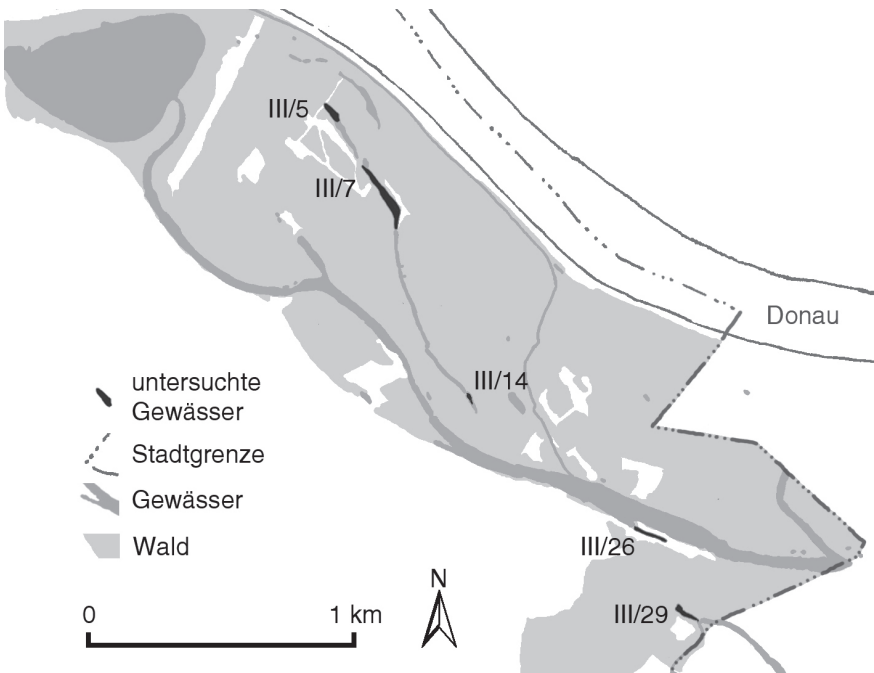 III/5
III/7
Donau
III/14
untersuchte
Gewässer
Stadtgrenze
Gewässer
Wald
III/26
N
III/29
0 1 km